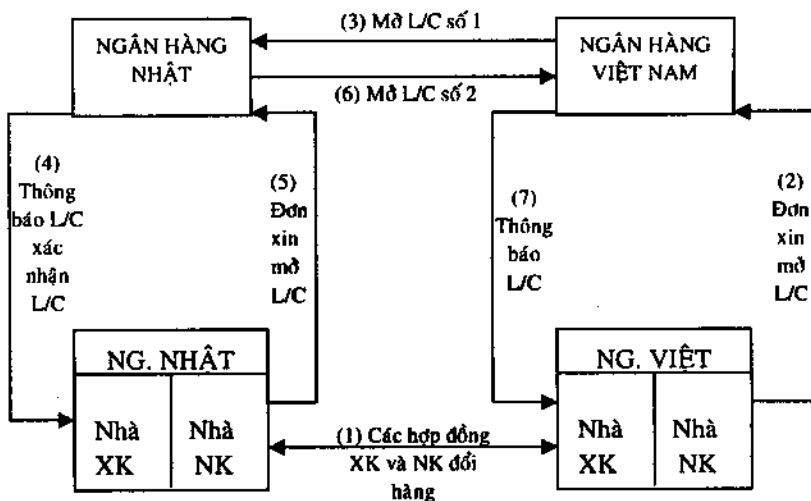 (3) Mở L/C số 1
NGÂN HÀNG
NHẬT
NGÂN HÀNG
VIỆT NAM
(6) Mở L/C số 2
(4)
Thông
báo L/C
xác
nhận
L/C
(5)
Đơn
xin
mở
L/C
(7)
Thông
báo
L/C
(2)
Đơn
xin
mở
L/C
NG. NHẬT
Nhà
XK
Nhà
NK
NG. VIỆT
Nhà
XK
Nhà
NK
(1) Các hợp đồng
XK và NK đổi
hàng